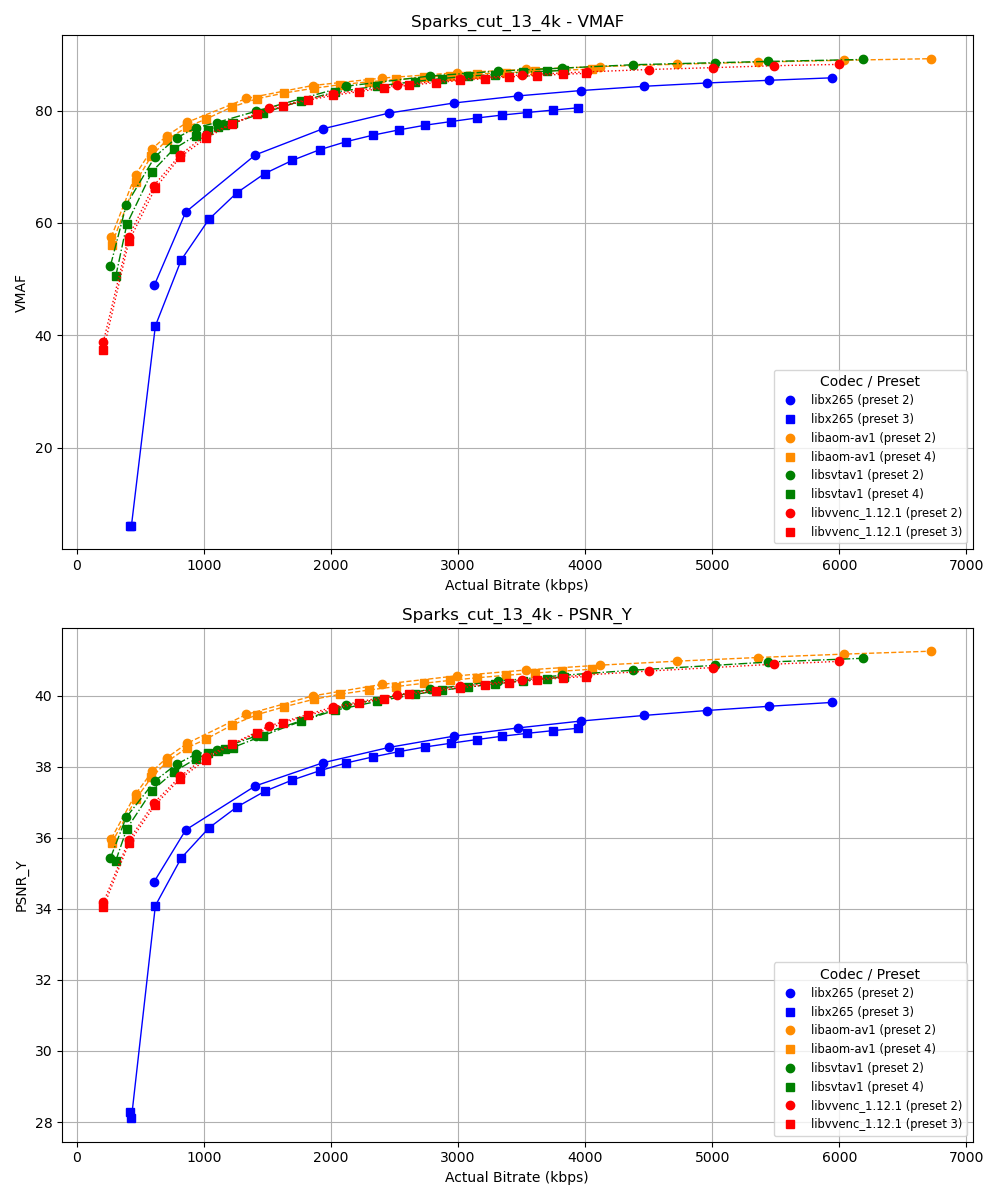 Sparks_cut_13_4k - VMAF
80
60
40
20
VMAF
Codec / Preset
libx265 (preset 2)
libx265 (preset 3)
libaom-av1 (preset 2)
libaom-av1 (preset 4)
libsvtav1 (preset 2)
libsvtav1 (preset 4)
libvvenc_1.12.1 (preset 2)
libvvenc_1.12.1 (preset 3)
0 1000 2000 3000 4000 5000 6000 7000
Actual Bitrate (kbps)
Sparks_cut_13_4k - PSNR_Y
40
38
36
34
32
30
28
PSNR_Y
Codec / Preset
libx265 (preset 2)
libx265 (preset 3)
libaom-av1 (preset 2)
libaom-av1 (preset 4)
libsvtav1 (preset 2)
libsvtav1 (preset 4)
libvvenc_1.12.1 (preset 2)
libvvenc_1.12.1 (preset 3)
0 1000 2000 3000 4000 5000 6000 7000
Actual Bitrate (kbps)